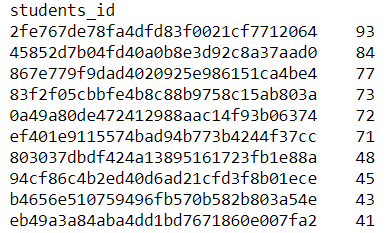 students_id
2fe767de78fa4dfd83f0021cf7712064 93
45852d7b04fd40a0b8e3d92c8a37aad0 84
867e779f9dad4020925e986151ca4be4 77
83f2f05cbbfe4b8c88b9758c15ab803a 73
0a49a80de472412988aac14f93b06374 72
ef401e9115574bad94b773b4244f37cc 71
803037dbdf424a13895161723fb1e88a 48
94cf86c4b2ed40d6ad21cfd3f8b01ece 45
b4656e510759496fb570b582b803a54e 43
eb49a3a84aba4dd1bd7671860e007fa2 41